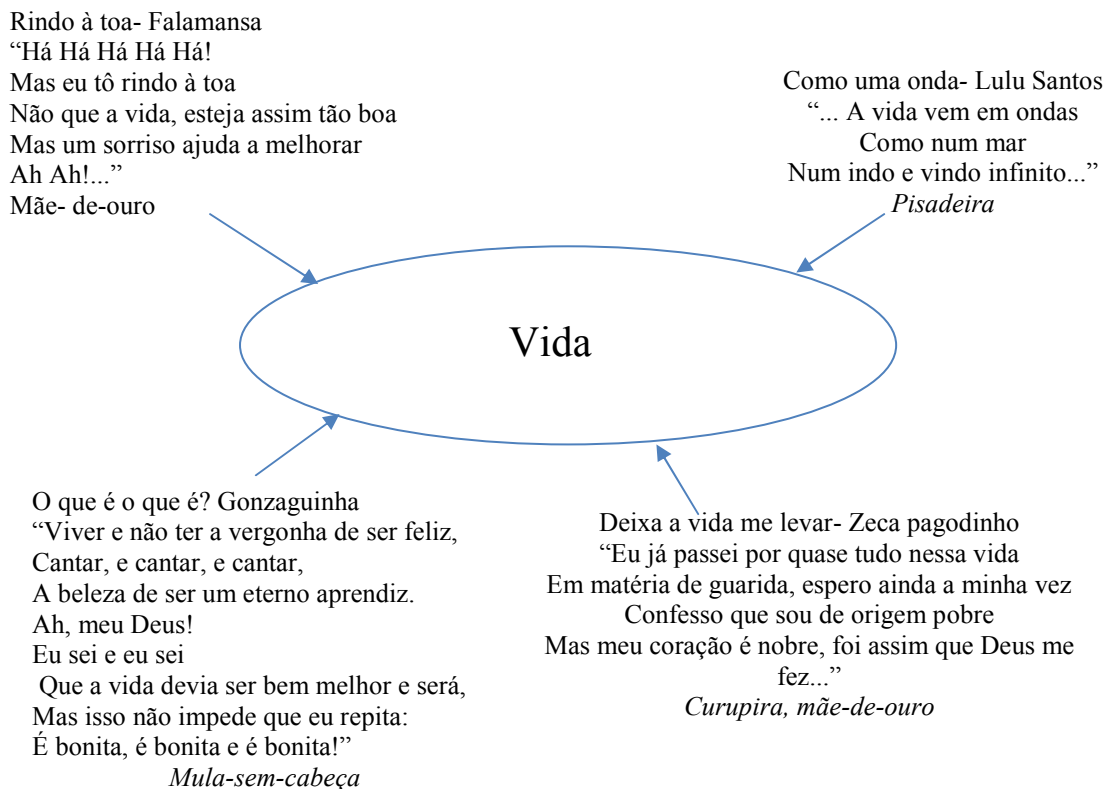 Rindo à toa- Falamansa
“Há Há Há Há Há!
Mas eu tô rindo à toa
Não que a vida, esteja assim tão boa
Mas um sorriso ajuda a melhorar
Ah Ah!...”
Mãe- de-ouro
Como uma onda- Lulu Santos
“... A vida vem em ondas
Como num mar
Num indo e vindo infinito...”
Pisadeira
Vida
O que é o que é? Gonzaguinha
“Viver e não ter a vergonha de ser feliz,
Cantar, e cantar, e cantar,
A beleza de ser um eterno aprendiz.
Ah, meu Deus!
Eu sei e eu sei
Que a vida devia ser bem melhor e será,
Mas isso não impede que eu repita:
É bonita, é bonita e é bonita!”
Mula-sem-cabeça
Deixa a vida me levar- Zeca pagodinho
“Eu já passei por quase tudo nessa vida
Em matéria de guarida, espero ainda a minha vez
Confesso que sou de origem pobre
Mas meu coração é nobre, foi assim que Deus me
fez...”
Curupira, mãe-de-ouro